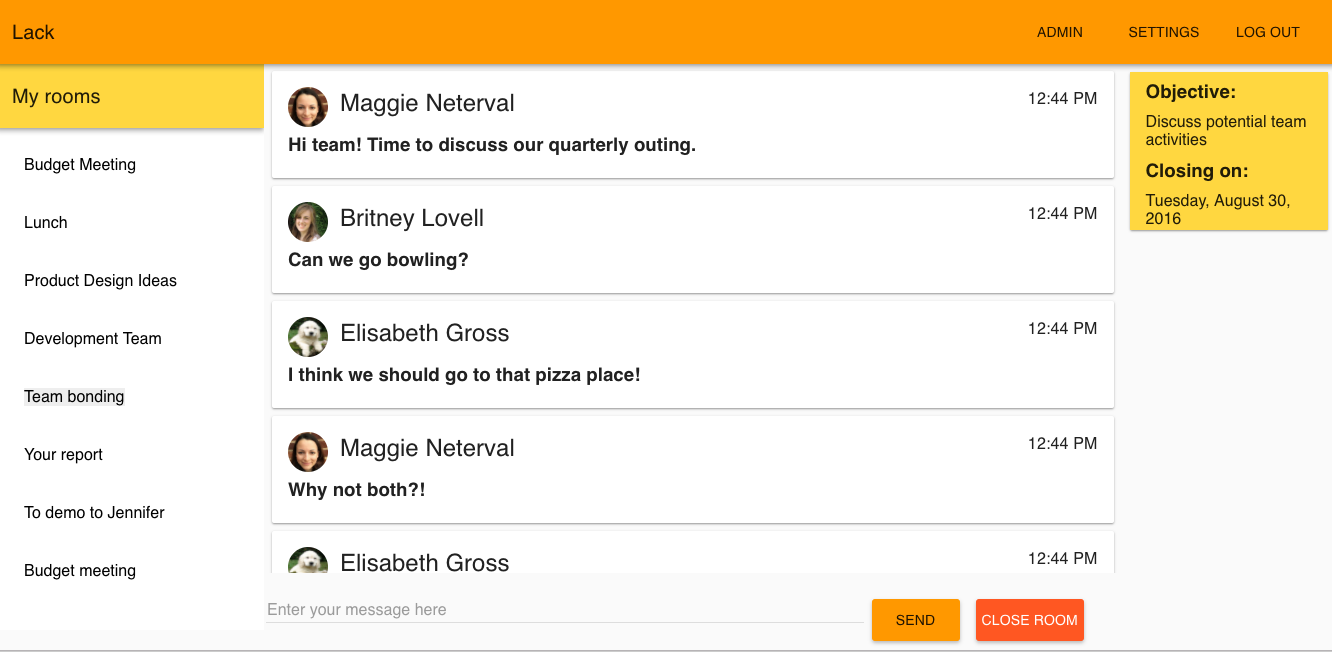 Lack
ADMIN
SETTINGS
LOG OUT
My rooms
Budget Meeting
Lunch
Product Design Ideas
Development Team
Team bonding
Your report
To demo to Jennifer
Budget meeting
Maggie Neterval
12:44 PM
Hi team! Time to discuss our quarterly outing.
Britney Lovell
12:44 PM
Can we go bowling?
Elisabeth Gross
12:44 PM
I think we should go to that pizza place!
Maggie Neterval
12:44 PM
Why not both?!
Elisabeth Gross
12:44 PM
Enter your message here
SEND
CLOSE ROOM
Objective:
Discuss potential team
activities
Closing on:
Tuesday, August 30,
2016